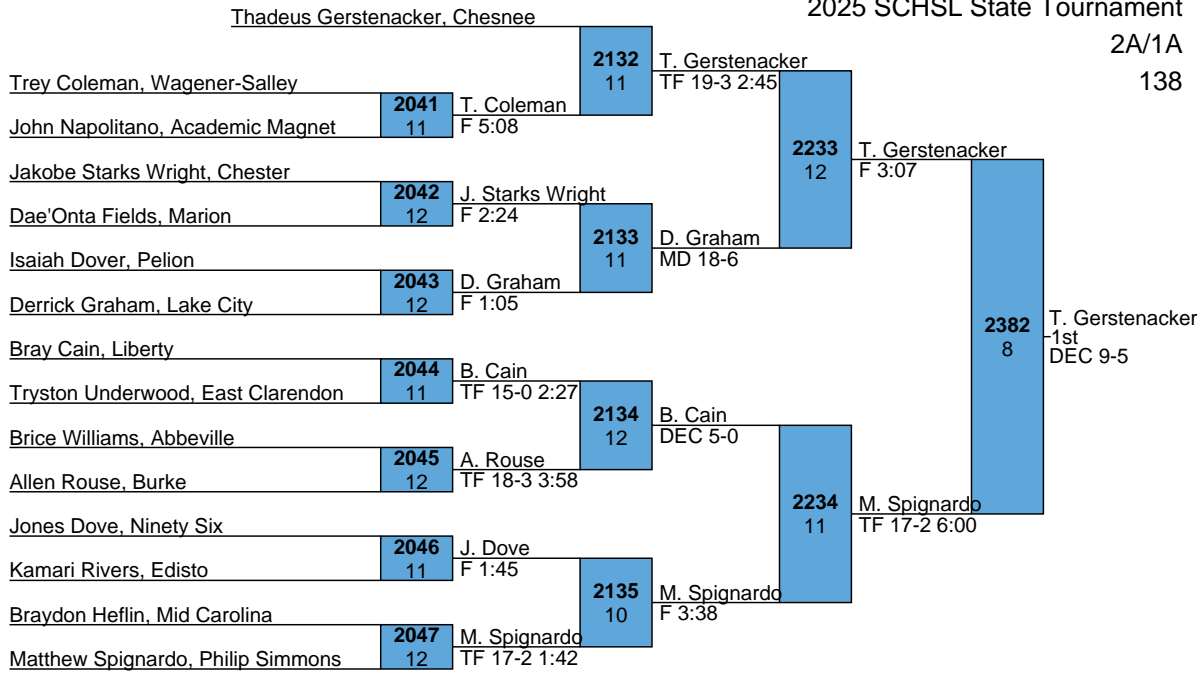 2025 SCHSL State Tournament
2A/1A
138
Thadeus Gerstenacker, Chesnee
Trey Coleman, Wagener-Salley
John Napolitano, Academic Magnet
Jakobe Starks Wright, Chester
Dae'Onta Fields, Marion
Isaiah Dover, Pelion
Derrick Graham, Lake City
Bray Cain, Liberty
Tryston Underwood, East Clarendon
Brice Williams, Abbeville
Allen Rouse, Burke
Jones Dove, Ninety Six
Kamari Rivers, Edisto
Braydon Heflin, Mid Carolina
Matthew Spignardo, Philip Simmons
2041
11
T. Coleman
F 5:08
2042
12
J. Starks Wright
F 2:24
2043
12
D. Graham
F 1:05
2044
11
B. Cain
TF 15-0 2:27
2045
12
A. Rouse
TF 18-3 3:58
2046
11
J. Dove
F 1:45
2047
12
M. Spignardo
TF 17-2 1:42
2132
11
T. Gerstenacker
TF 19-3 2:45
2133
11
D. Graham
MD 18-6
2134
12
B. Cain
DEC 5-0
2135
10
M. Spignardo
F 3:38
2233
12
T. Gerstenacker
F 3:07
2234
11
M. Spignardo
TF 17-2 6:00
2382
8
T. Gerstenacker
1st
DEC 9-5